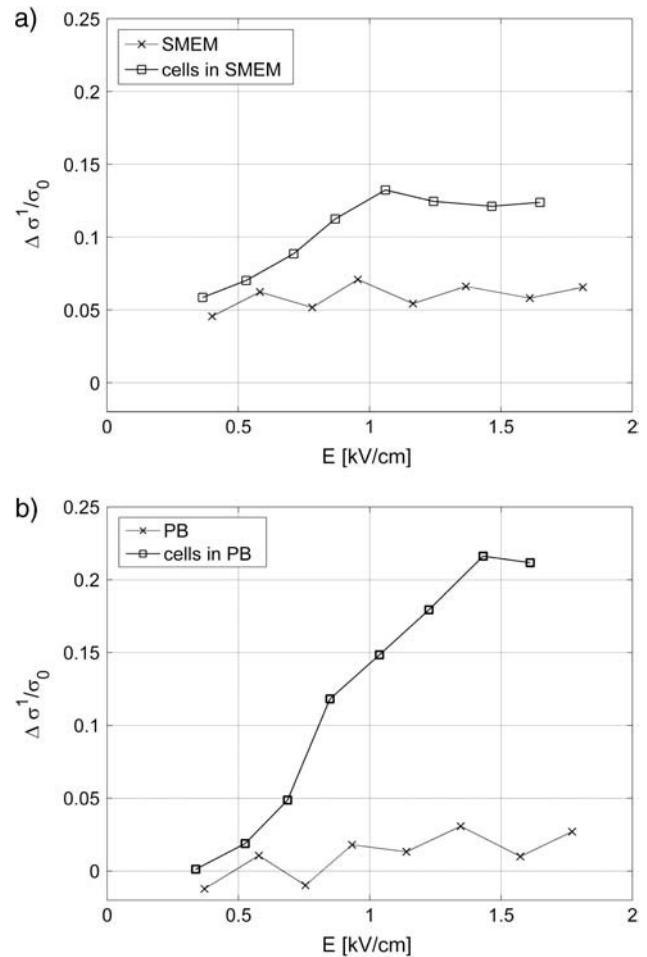 a)
0.25
0.2
0.15
0.1
0.05
0
Δ σ¹/σ₀
SMEM
cells in SMEM
0
0.5
1
1.5
2
E [kV/cm]
b)
0.25
0.2
0.15
0.1
0.05
0
Δ σ¹/σ₀
PB
cells in PB
0
0.5
1
1.5
2
E [kV/cm]